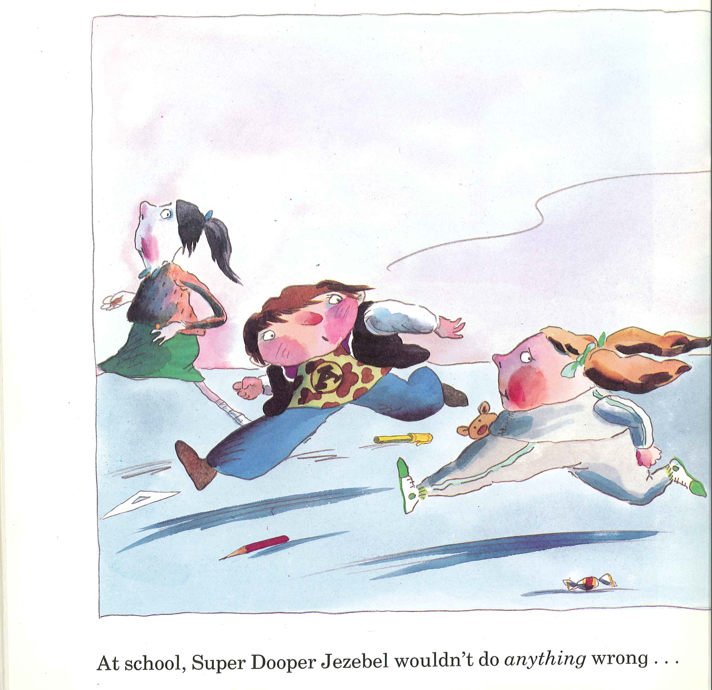 At school, Super Dooper Jezebel wouldn't do anything wrong . . .